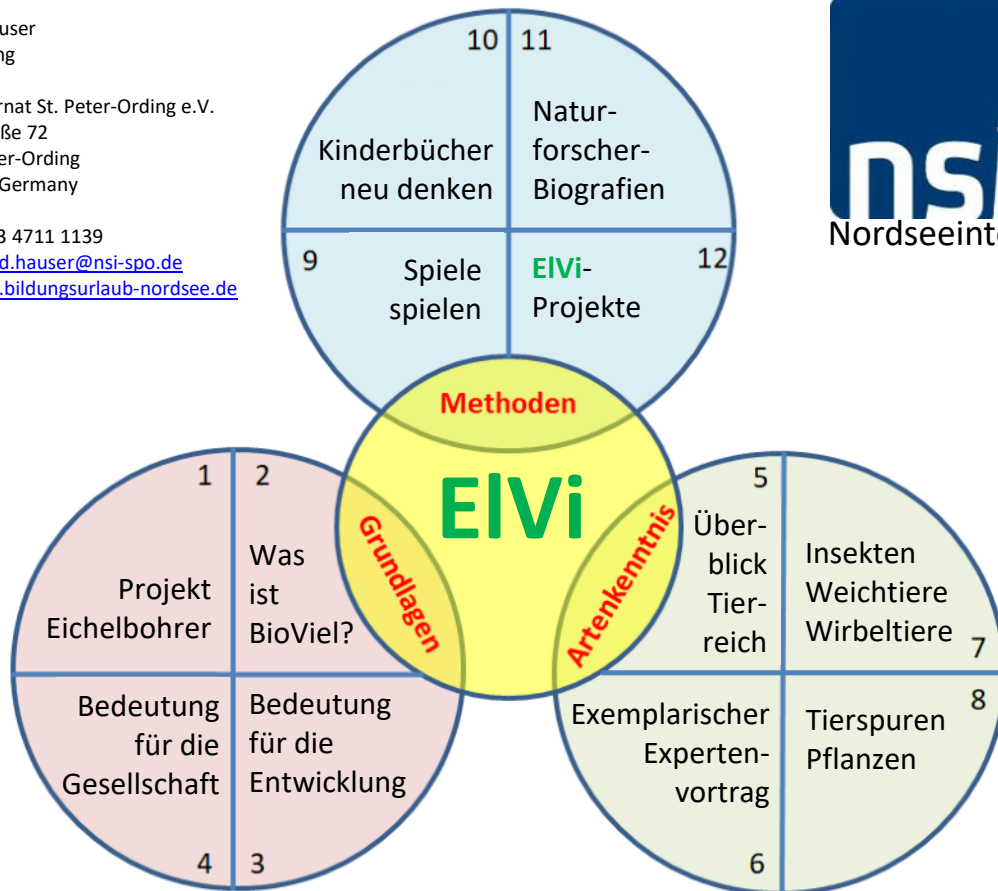 user
ng
rnat St. Peter-Ording e.V.
ße 72
er-Ording
Germany
3 4711 1139
d.hauser@nsi-spo.de
.bildungsurlaub-nordsee.de
ns
Nordseeinte
10
11
Kinderbücher
neu denken
Natur-
forscher-
Biografien
9
Spiele
spielen
12
ElVi-
Projekte
Methoden
ElVi
Grundlagen
Artenkenntnis
1
Projekt
Eichelbohrer
2
Was
ist
BioViel?
Bedeutung
für die
Gesellschaft
4
Bedeutung
für die
Entwicklung
3
5
Über-
blick
Tier-
reich
Insekten
Weichtiere
Wirbeltiere
7
Exemplarischer
Experten-
vortrag
6
8
Tierspuren
Pflanzen